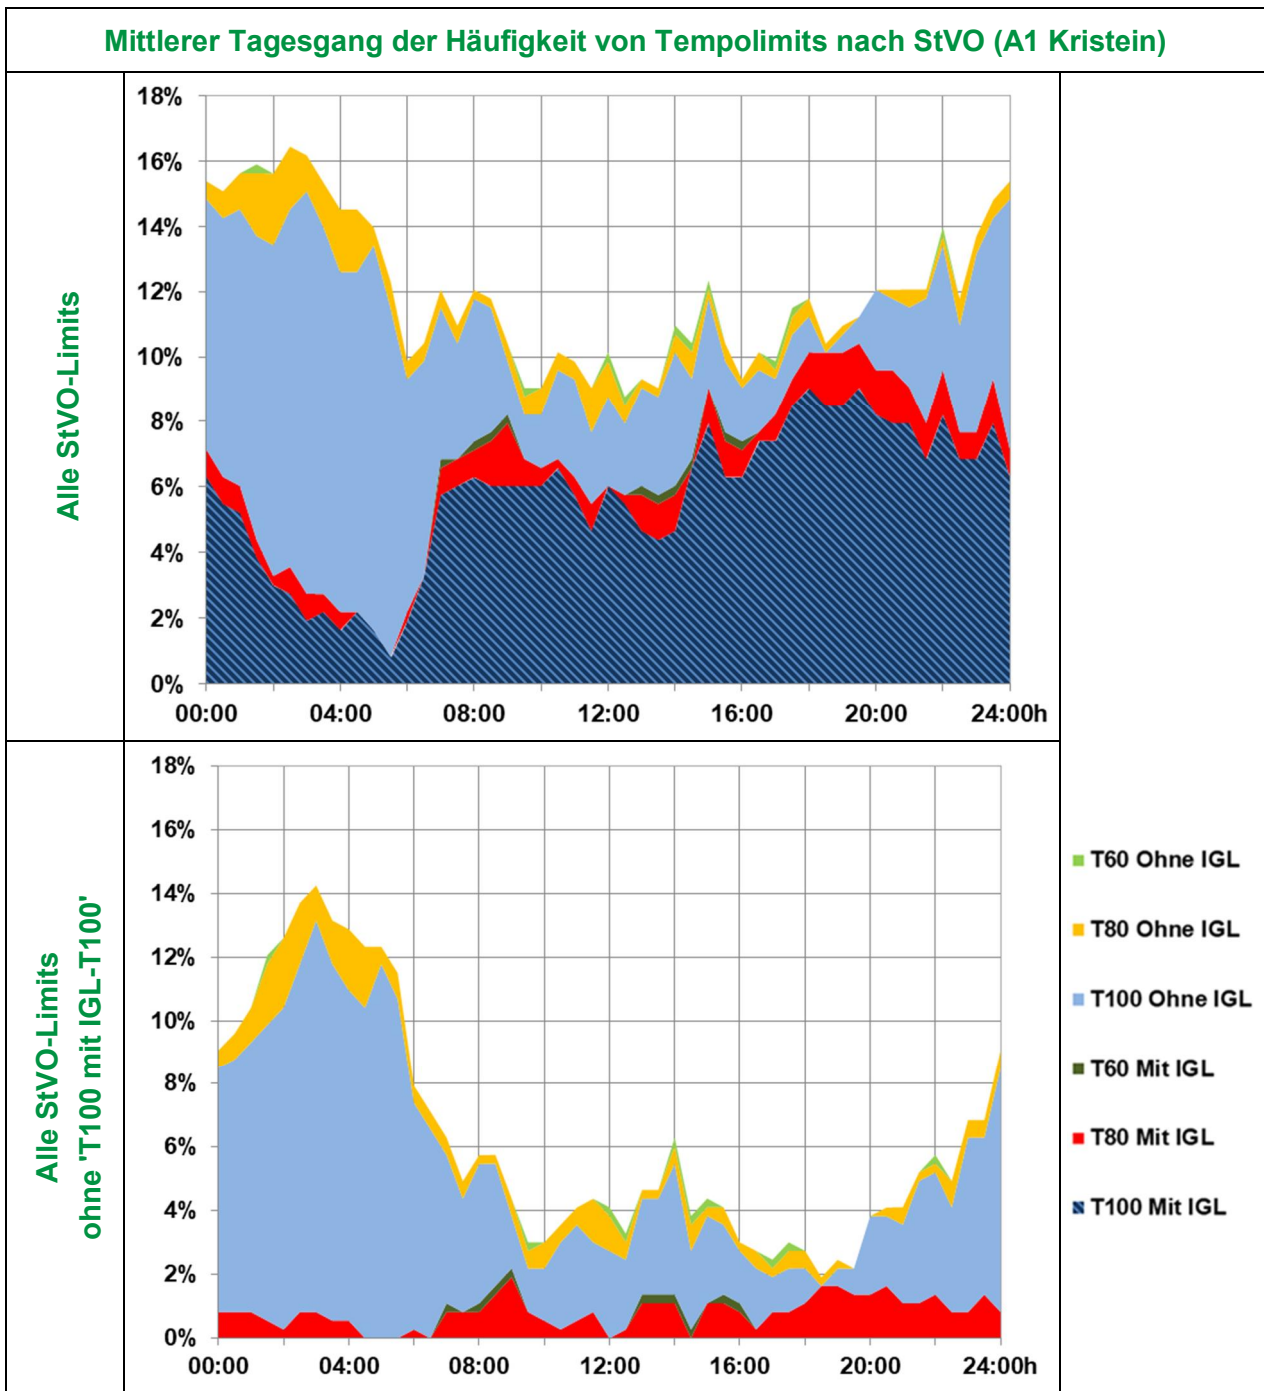 Mittlerer Tagesgang der Häufigkeit von Tempolimits nach StVO (A1 Kristein)
Alle StVO-Limits
18%
16%
14%
12%
10%
8%
6%
4%
2%
0%
00:00 04:00 08:00 12:00 16:00 20:00 24:00h
Alle StVO-Limits
ohne 'T100 mit IGL-T100'
18%
16%
14%
12%
10%
8%
6%
4%
2%
0%
00:00 04:00 08:00 12:00 16:00 20:00 24:00h
T60 Ohne IGL
T80 Ohne IGL
T100 Ohne IGL
T60 Mit IGL
T80 Mit IGL
T100 Mit IGL